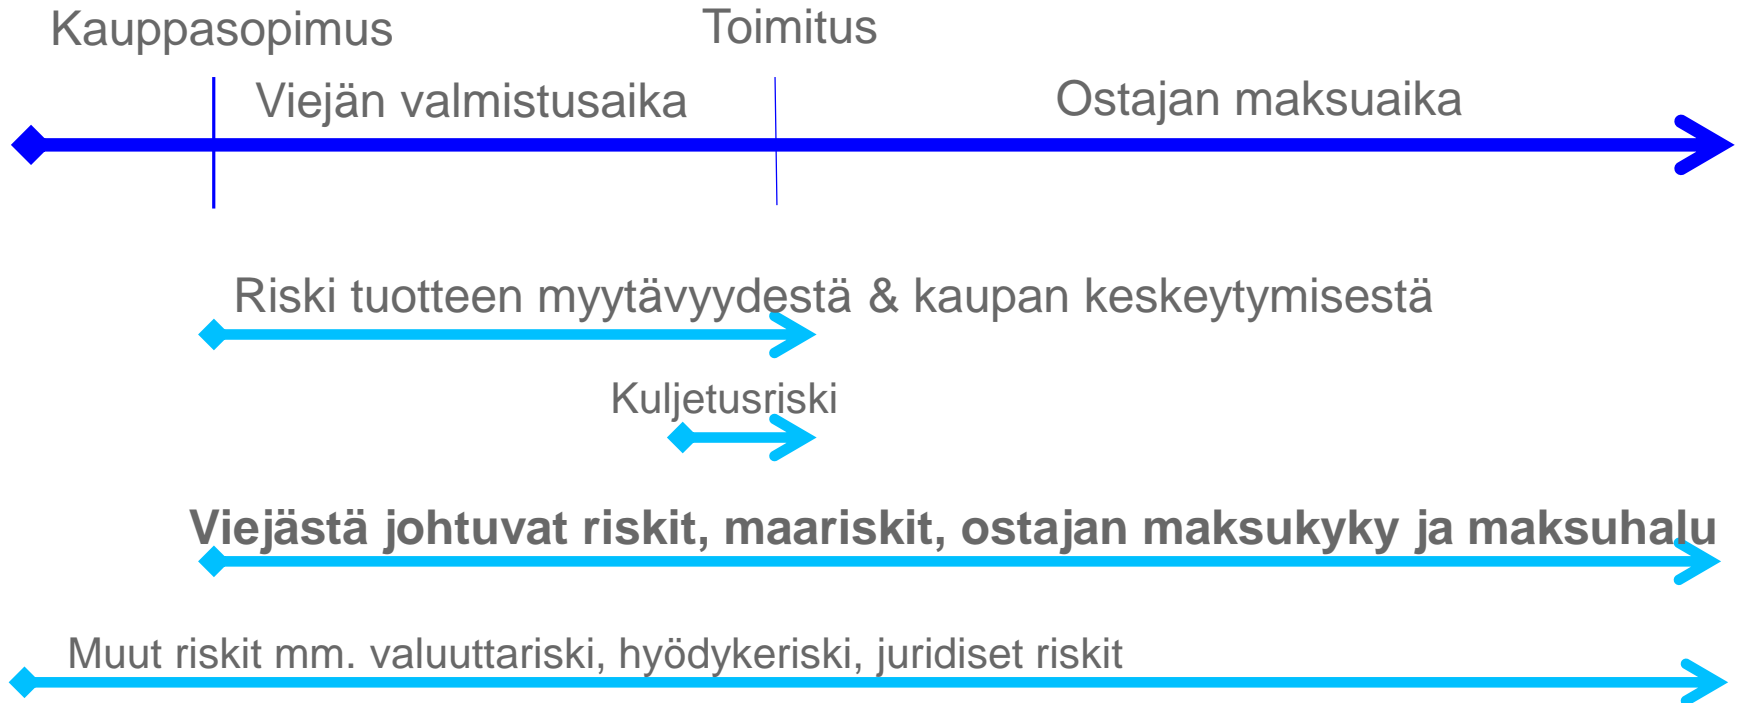 Kauppasopimus
Toimitus
Viejän valmistusaika
Ostajan maksuaika
Riski tuotteen myytävyydestä & kaupan keskeytymisestä
Kuljetusriski
Viejästä johtuvat riskit, maariskit, ostajan maksukyky ja maksuhalu
Muut riskit mm. valuuttariski, hyödykeriski, juridiset riskit